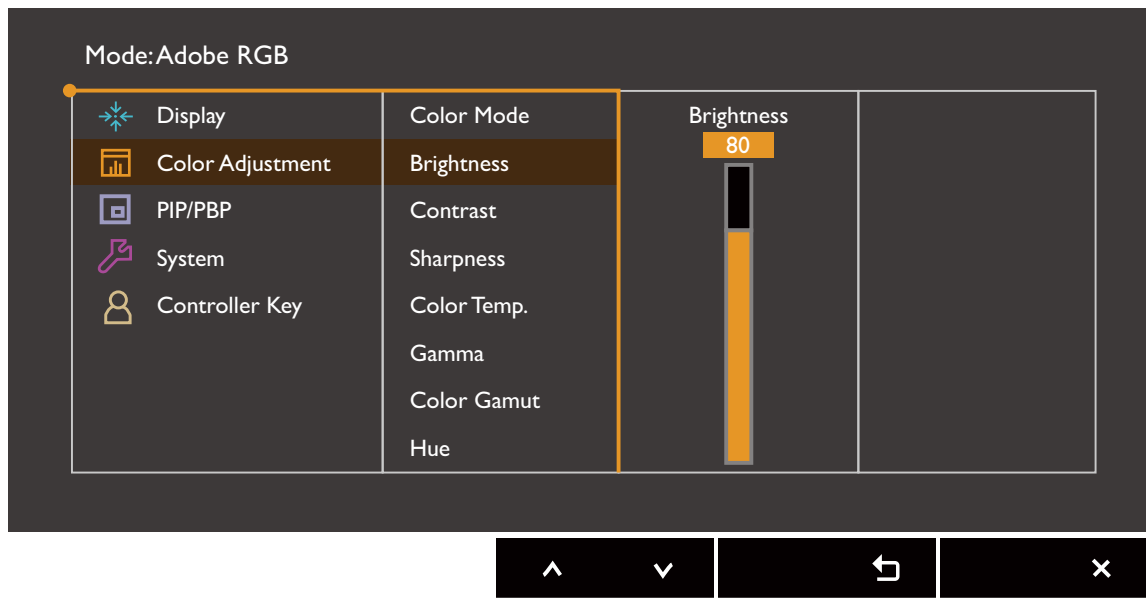 Mode: Adobe RGB
Display
Color Adjustment
PIP/PBP
System
Controller Key
Color Mode
Brightness
Contrast
Sharpness
Color Temp.
Gamma
Color Gamut
Hue
Brightness
80